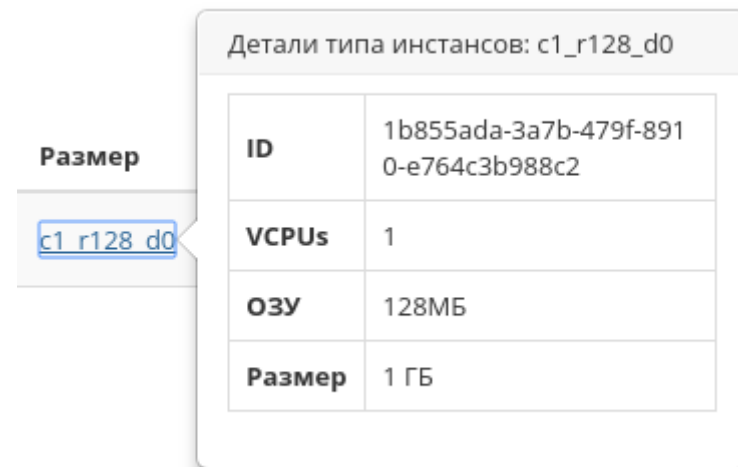 Детали типа инстансов: c1_r128_d0
Размер
c1_r128_d0
ID
1b855ada-3a7b-479f-891
0-e764c3b988c2
VCPUs
1
ОЗУ
128МБ
Размер
1 ГБ